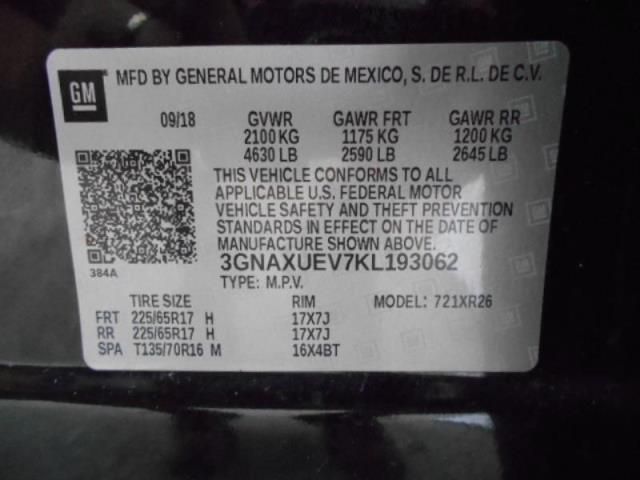 GM
MFD BY GENERAL MOTORS DE MEXICO, S. DE R.L. DE C.V.
09/18 GVWR GAWR FRT GAWR RR
2100 KG 1175 KG 1200 KG
4630 LB 2590 LB 2645 LB
THIS VEHICLE CONFORMS TO ALL
APPLICABLE U.S. FEDERAL MOTOR
VEHICLE SAFETY AND THEFT PREVENTION
STANDARDS IN EFFECT ON THE DATE OF
MANUFACTURE SHOWN ABOVE.
384A
3GNAXUEV7KL193062
TYPE: M.P.V.
TIRE SIZE RIM MODEL: 721XR26
FRT 225/65R17 H 17X7J
RR 225/65R17 H 17X7J
SPA T135/70R16 M 16X4BT